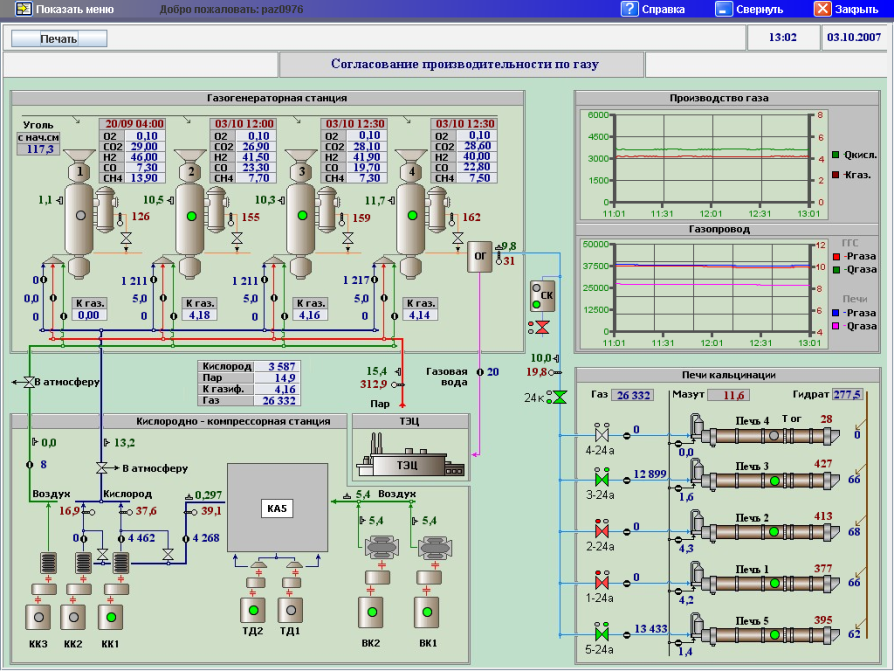 Показать меню Добро пожаловать: paz0976 Справка Свернуть Закрыть
Печать 13:02 03.10.2007
Согласование производительности по газу
Газогенераторная станция
Уголь
с нач.см
117,3
20/09 04:00
O2 0,10
CO2 29,00
H2 46,00
CO 7,30
CH4 13,90
03/10 12:00
O2 0,10
CO2 26,90
H2 41,50
CO 23,30
CH4 7,70
03/10 12:30
O2 0,10
CO2 28,10
H2 41,90
CO 19,70
CH4 7,30
03/10 12:30
O2 0,10
CO2 28,60
H2 40,00
CO 22,80
CH4 7,50
1 2 3 4
1,1 126 10,5 155 10,3 159 11,7 162
ОГ 9,8
31
0 1 211 1 211 1 217
0,0 5,0 5,0 5,0
0 0 0 0
К газ. К газ. К газ. К газ.
0,00 4,18 4,16 4,14
СК
10,0
19,8
24к
В атмосферу
Кислород 3 587
Пар 14,9
К газиф. 4,16
Газ 26 332
15,4
312,9
Пар
Газовая
вода
20
Кислородно - компрессорная станция
0,0
8
13,2
В атмосферу
Воздух Кислород
16,9 37,6
0 4 462
0,297
39,1
4 268
КА5
5,4 Воздух
5,4 5,4
КК3 КК2 КК1 ТД2 ТД1 ВК2 ВК1
ТЭЦ
ТЭЦ
Производство газа
6000 8
4500 6
3000 4
1500 2
0 0
11:01 11:31 12:01 12:31 13:01
-Qкисл.
-Kгаз.
Газопровод
50000 12
37500 10
25000 8
12500 6
0 4
11:01 11:31 12:01 12:31 13:01
ГГС
-Pгаза
-Qгаза
Печи
-Pгаза
-Qгаза
Печи кальцинации
Газ 26 332 Мазут 11,6 Гидрат 277,5
4-24а 0 0,0 Печь 4 Т ог 28 0
3-24а 12 899 1,6 Печь 3 427 66
2-24а 0 4,3 Печь 2 413 68
1-24а 0 4,2 Печь 1 377 66
5-24а 13 433 1,4 Печь 5 395 62